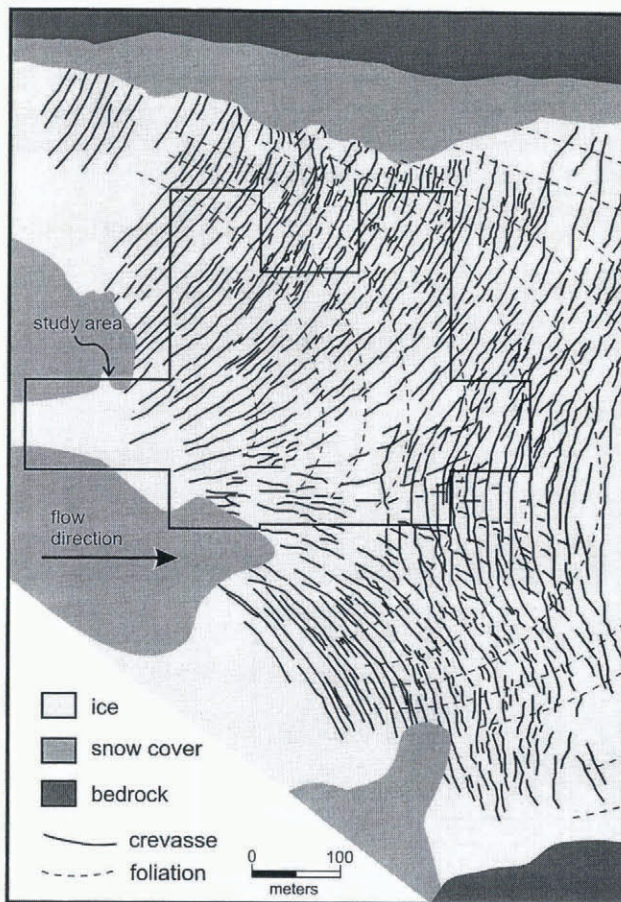 study area
flow
direction
ice
snow cover
bedrock
crevasse
foliation
0 100
meters